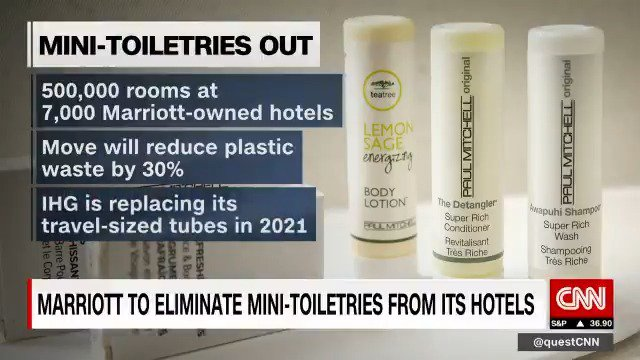 MINI-TOILETRIES OUT
500,000 rooms at
7,000 Marriott-owned hotels
Move will reduce plastic
waste by 30%
IHG is replacing its
travel-sized tubes in 2021
teatree
LEMON
SAGE
energizing
BODY
LOTION
PAUL MITCHELL
original
PAUL MITCHELL
The Detangler
Super Rich
Conditioner
Revitalisant
Très Riche
original
PAUL MITCHELL
Awapuhi Shampoo
Super Rich
Wash
Shampooing
Très Riche
MARRIOTT TO ELIMINATE MINI-TOILETRIES FROM ITS HOTELS
CNN
S&P ▲ 36.90
@questCNN